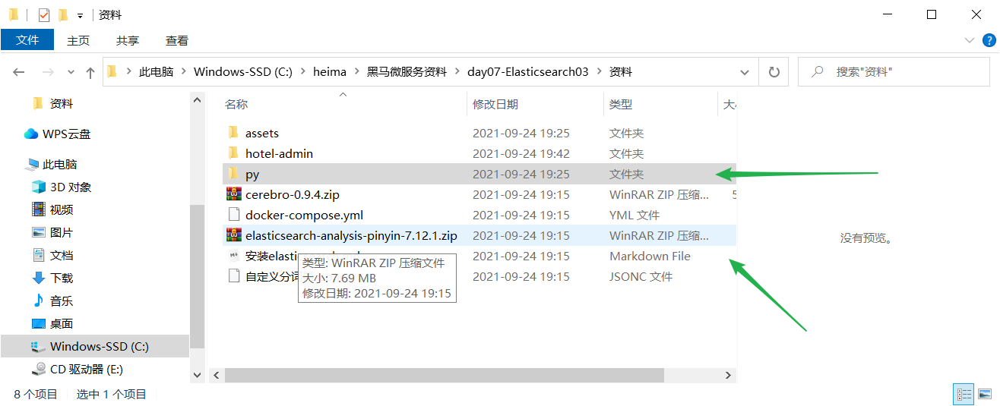 资料
文件 主页 共享 查看
此电脑 Windows-SSD (C:) heima 黑马微服务资料 day07-Elasticsearch03 资料 搜索"资料"
资料
WPS云盘
此电脑
3D 对象
视频
图片
文档
下载
音乐
桌面
Windows-SSD (C:)
CD 驱动器 (E:)
名称 修改日期 类型
assets 2021-09-24 19:25 文件夹
hotel-admin 2021-09-24 19:42 文件夹
py 2021-09-24 19:25 文件夹
cerebro-0.9.4.zip 2021-09-24 19:15 WinRAR ZIP 压缩... 5
docker-compose.yml 2021-09-24 19:15 YML 文件
elasticsearch-analysis-pinyin-7.12.1.zip 2021-09-24 19:15 WinRAR ZIP 压缩...
安装elasti 2021-09-24 19:15 Markdown File
自定义分词 2021-09-24 19:15 JSONC 文件
类型: WinRAR ZIP 压缩文件
大小: 7.69 MB
修改日期: 2021-09-24 19:15
没有预览。
8 个项目 选中 1 个项目